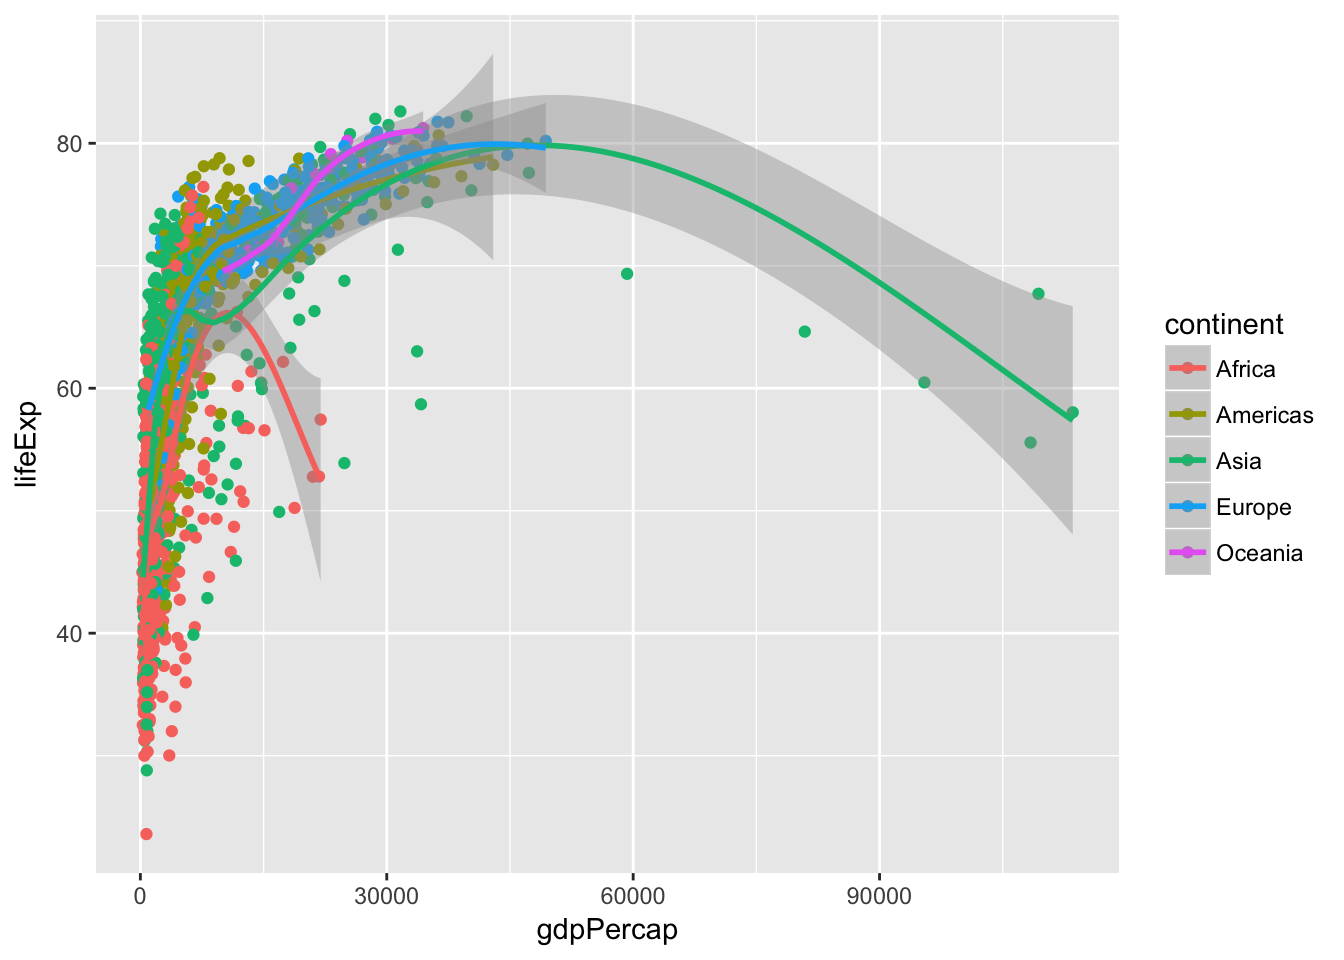 80
60
40
lifeExp
0
30000
60000
90000
gdpPercap
continent
Africa
Americas
Asia
Europe
Oceania